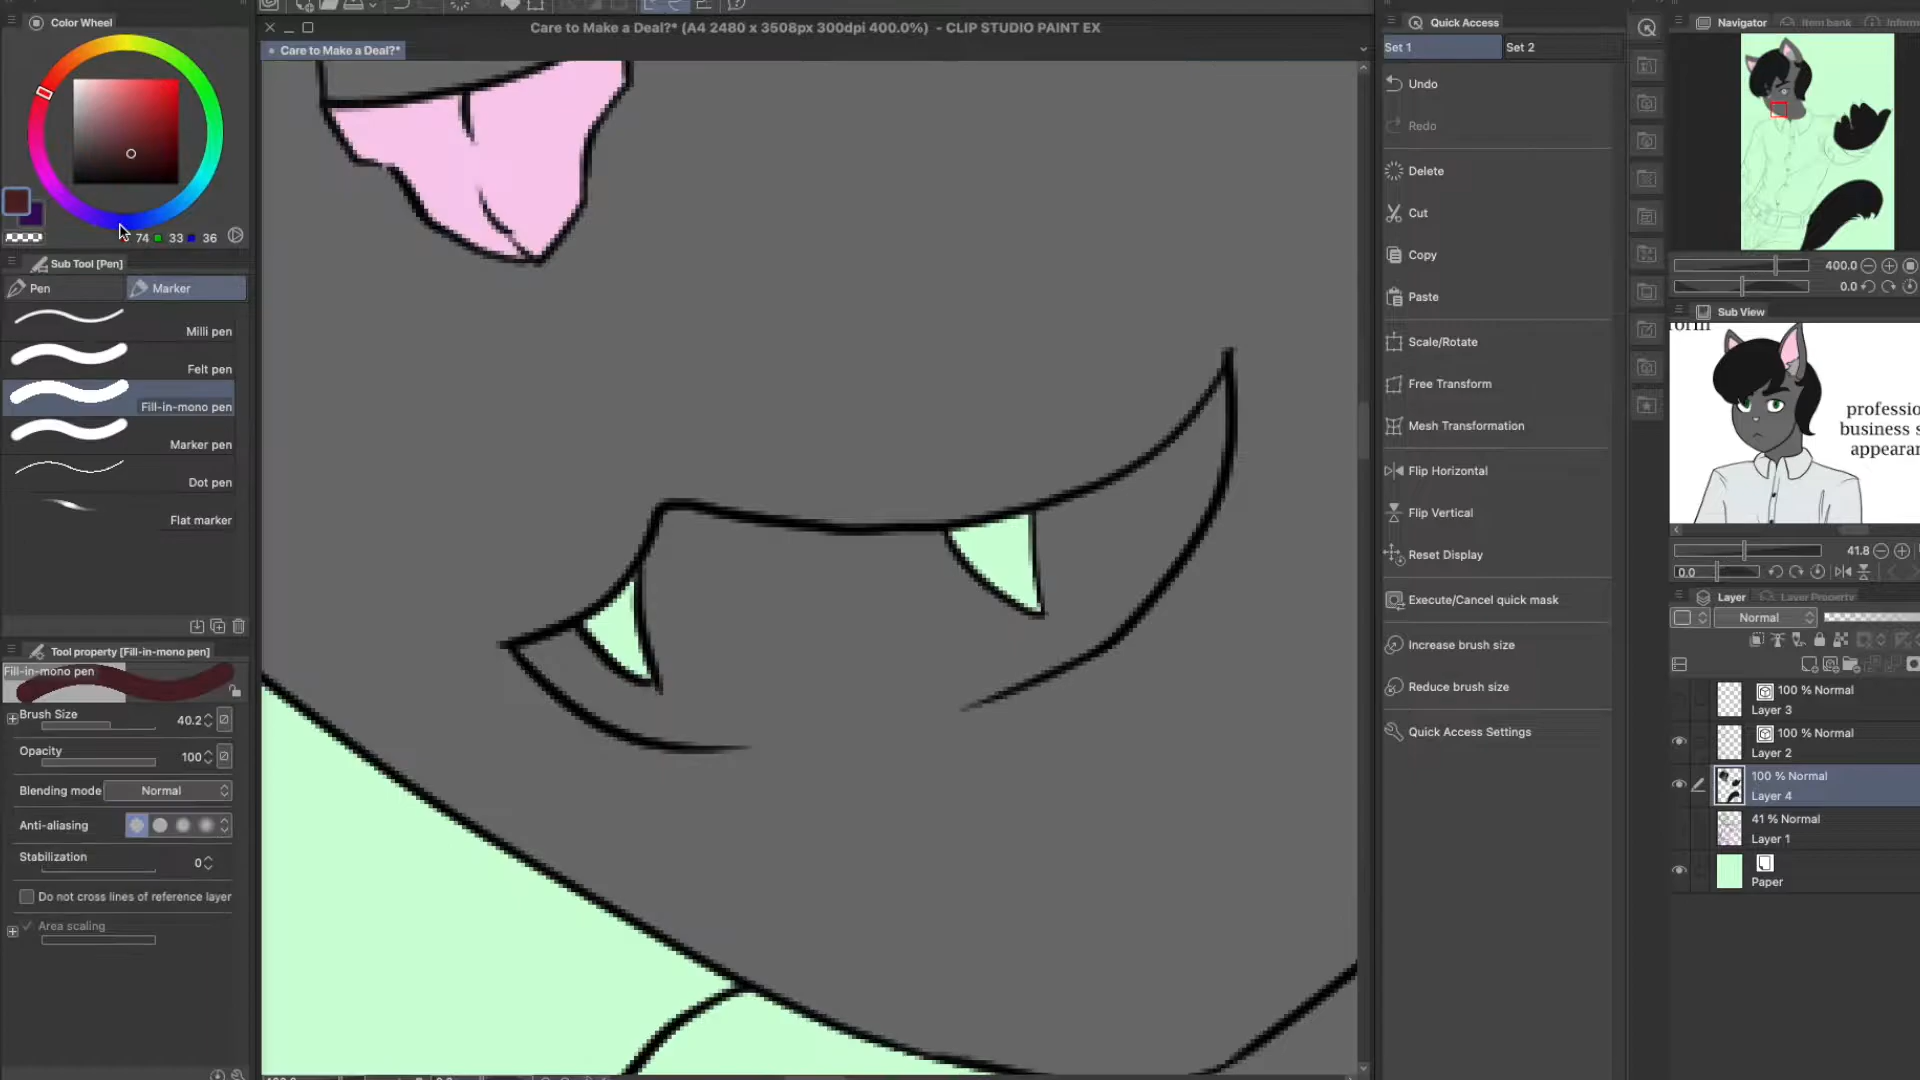 Color Wheel
74 33 36
Sub Tool [Pen]
Pen
Marker
Milli pen
Felt pen
Fill-in-mono pen
Marker pen
Dot pen
Flat marker
Tool property [Fill-in-mono pen]
Fill-in-mono pen
Brush Size 40.2
Opacity 100
Blending mode Normal
Anti-aliasing
Stabilization 0
Do not cross lines of reference layer
Area scaling
Care to Make a Deal?* (A4 2480 x 3508px 300dpi 400.0%) - CLIP STUDIO PAINT EX
Care to Make a Deal?*
Quick Access
Set 1
Set 2
Undo
Redo
Delete
Cut
Copy
Paste
Scale/Rotate
Free Transform
Mesh Transformation
Flip Horizontal
Flip Vertical
Reset Display
Execute/Cancel quick mask
Increase brush size
Reduce brush size
Quick Access Settings
Navigator
Item bank
Inform
400.0
0.0
Sub View
professio
business s
appearan
41.8
0.0
Layer
Layer Property
Normal
100 % Normal
Layer 3
100 % Normal
Layer 2
100 % Normal
Layer 4
41 % Normal
Layer 1
Paper